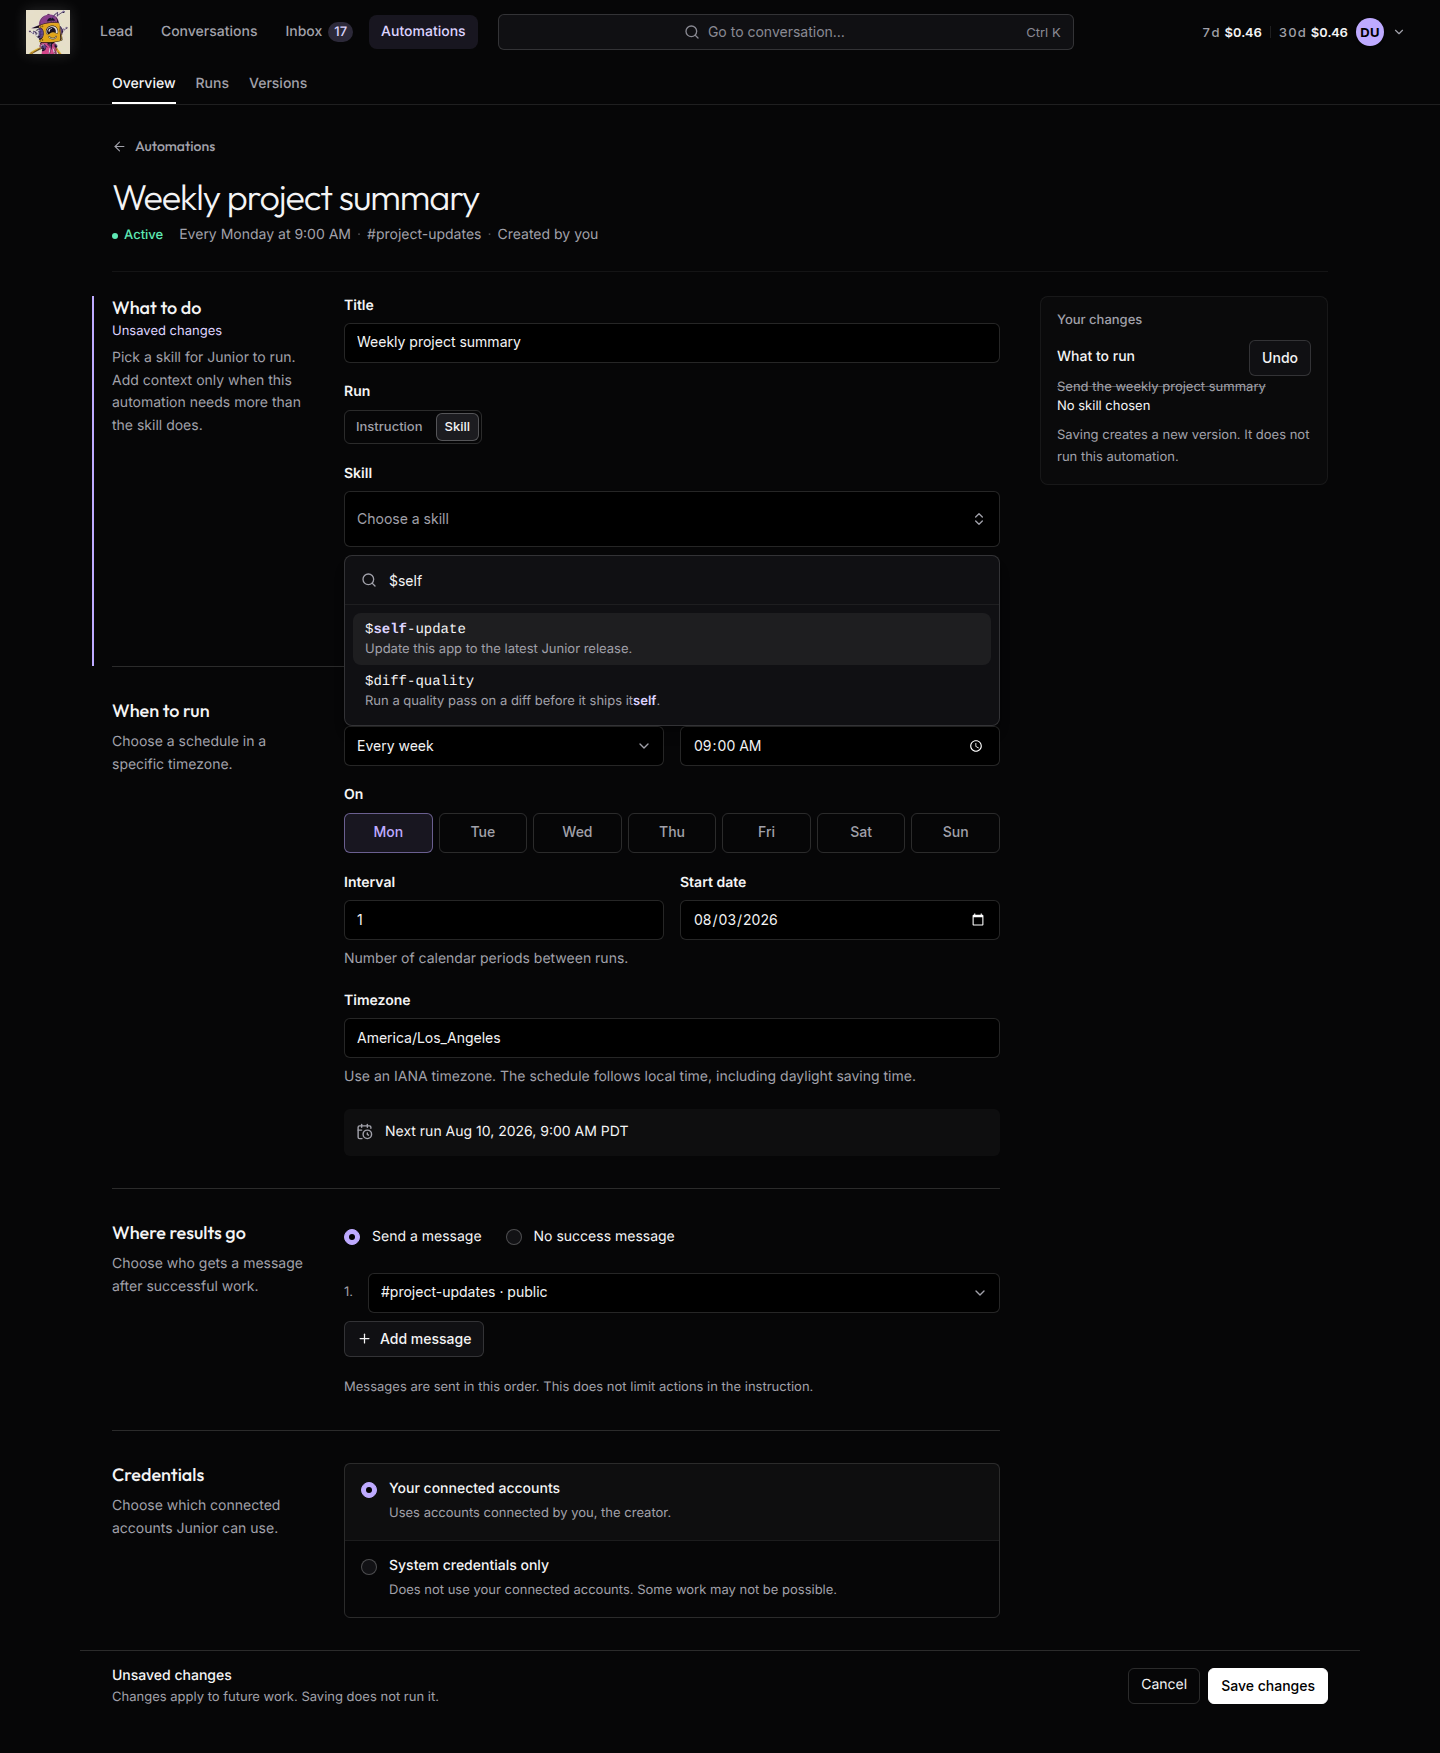 Lead
Conversations
Inbox 17
Automations
Go to conversation...
Ctrl K
7d $0.46
30d $0.46
DU
Overview
Runs
Versions
Automations
Weekly project summary
Active
Every Monday at 9:00 AM · #project-updates · Created by you
What to do
Unsaved changes
Pick a skill for Junior to run.
Add context only when this
automation needs more than
the skill does.
Title
Weekly project summary
Run
Instruction
Skill
Skill
Choose a skill
$self
$self-update
Update this app to the latest Junior release.
$diff-quality
Run a quality pass on a diff before it ships itself.
Your changes
What to run
Undo
Send the weekly project summary
No skill chosen
Saving creates a new version. It does not
run this automation.
When to run
Choose a schedule in a
specific timezone.
Every week
09:00 AM
On
Mon
Tue
Wed
Thu
Fri
Sat
Sun
Interval
Start date
1
08/03/2026
Number of calendar periods between runs.
Timezone
America/Los_Angeles
Use an IANA timezone. The schedule follows local time, including daylight saving time.
Next run Aug 10, 2026, 9:00 AM PDT
Where results go
Choose who gets a message
after successful work.
Send a message
No success message
1.
#project-updates · public
Add message
Messages are sent in this order. This does not limit actions in the instruction.
Credentials
Choose which connected
accounts Junior can use.
Your connected accounts
Uses accounts connected by you, the creator.
System credentials only
Does not use your connected accounts. Some work may not be possible.
Unsaved changes
Changes apply to future work. Saving does not run it.
Cancel
Save changes